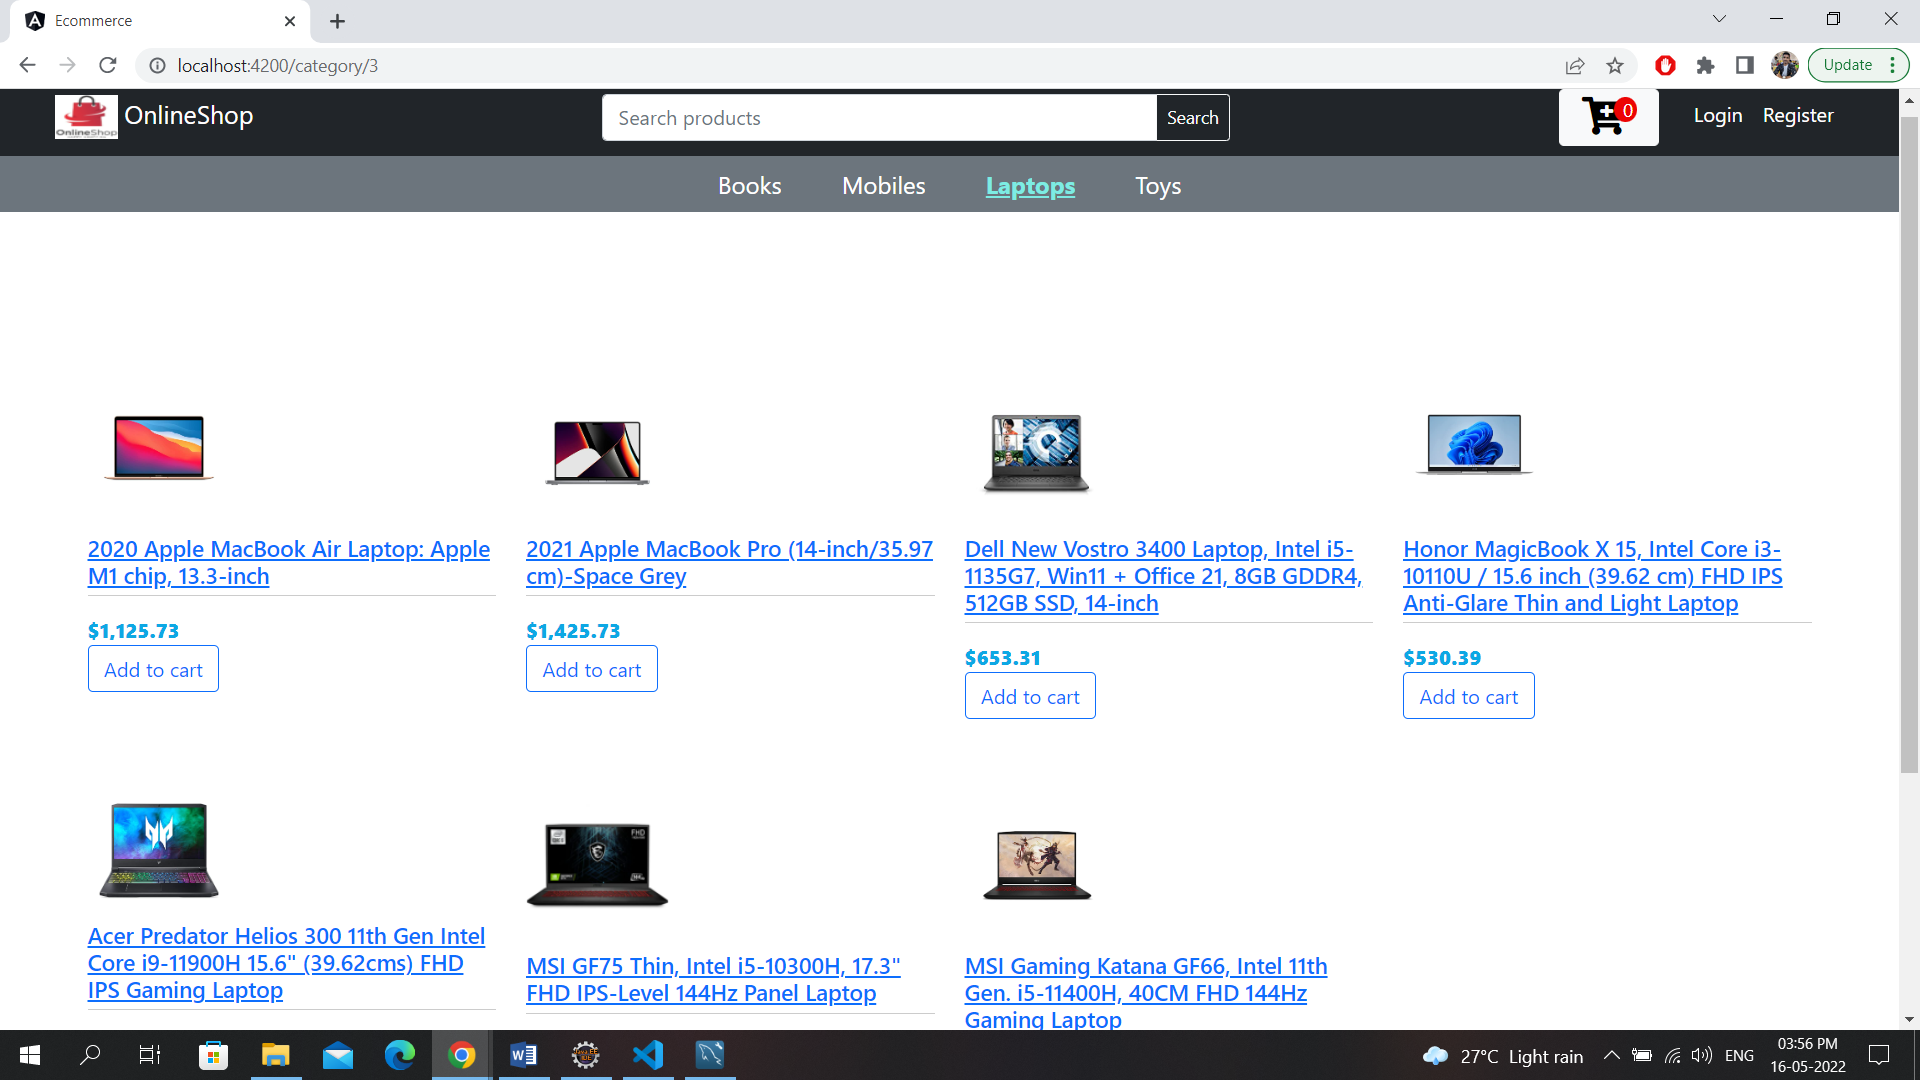 Ecommerce
localhost:4200/category/3
Update
OnlineShop
OnlineShop
Search products
Search
0
Login
Register
Books
Mobiles
Laptops
Toys
2020 Apple MacBook Air Laptop: Apple
M1 chip, 13.3-inch
$1,125.73
Add to cart
2021 Apple MacBook Pro (14-inch/35.97
cm)-Space Grey
$1,425.73
Add to cart
Dell New Vostro 3400 Laptop, Intel i5-
1135G7, Win11 + Office 21, 8GB GDDR4,
512GB SSD, 14-inch
$653.31
Add to cart
Honor MagicBook X 15, Intel Core i3-
10110U / 15.6 inch (39.62 cm) FHD IPS
Anti-Glare Thin and Light Laptop
$530.39
Add to cart
Acer Predator Helios 300 11th Gen Intel
Core i9-11900H 15.6" (39.62cms) FHD
IPS Gaming Laptop
FHD
MSI GF75 Thin, Intel i5-10300H, 17.3"
FHD IPS-Level 144Hz Panel Laptop
MSI Gaming Katana GF66, Intel 11th
Gen. i5-11400H, 40CM FHD 144Hz
Gaming Laptop
27°C Light rain
ENG
03:56 PM
16-05-2022